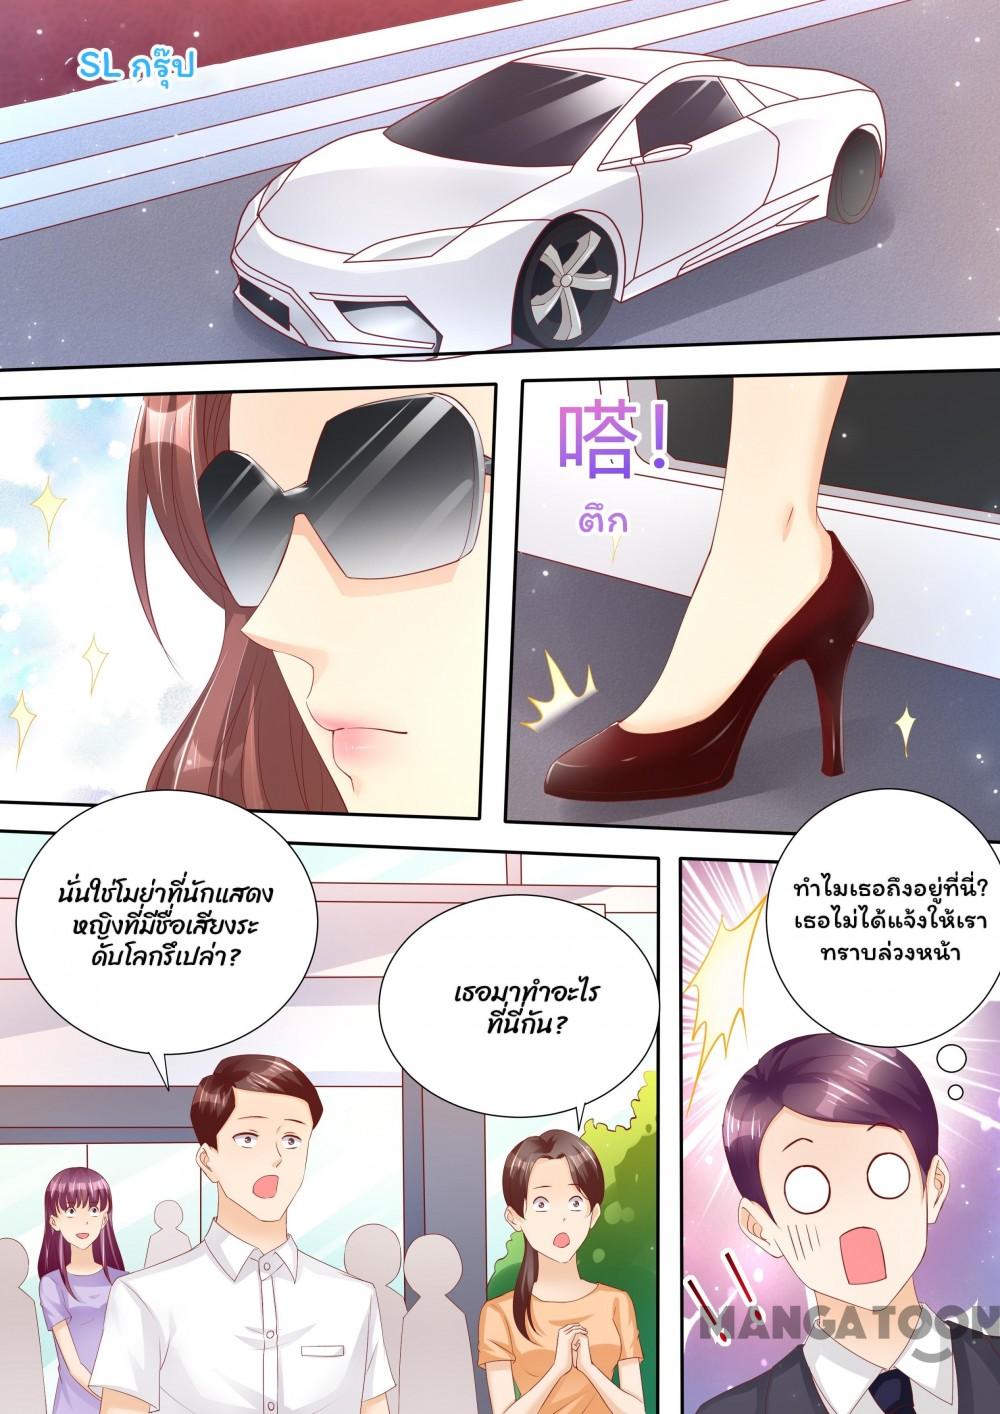 SL กรุ๊ป
嗒!
ตึก
นั่นใช่โมย่าที่นักแสดง
หญิงที่มีชื่อเสียงระ
ดับโลกรึเปล่า?
เธอมาทำอะไร
ที่นี่กัน?
ทำไมเธอถึงอยู่ที่นี่?
เธอไม่ได้แจ้งให้เรา
ทราบล่วงหน้า
!!
MANGATOON